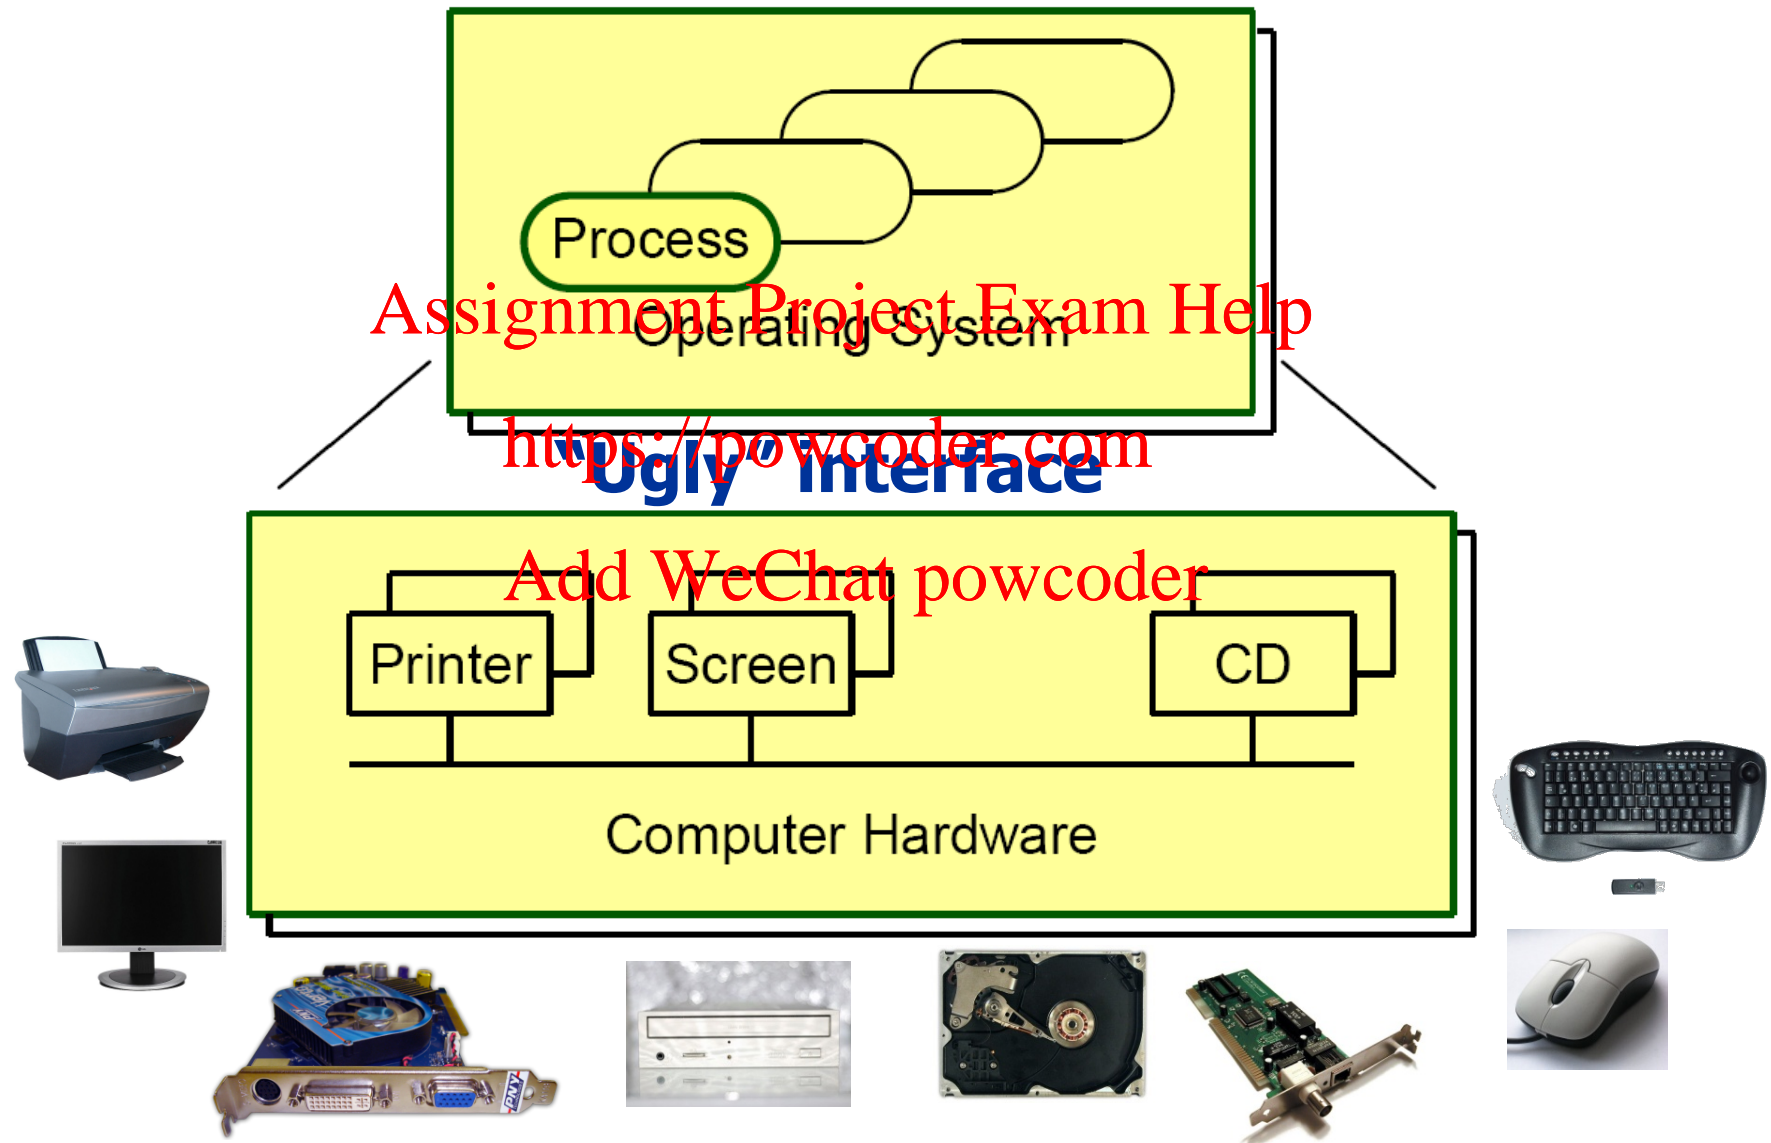 Process
Assignment Project Exam Help
Operating System
https://powcoder.com
“Ugly” interface
Add WeChat powcoder
Printer
Screen
CD
Computer Hardware
PNY